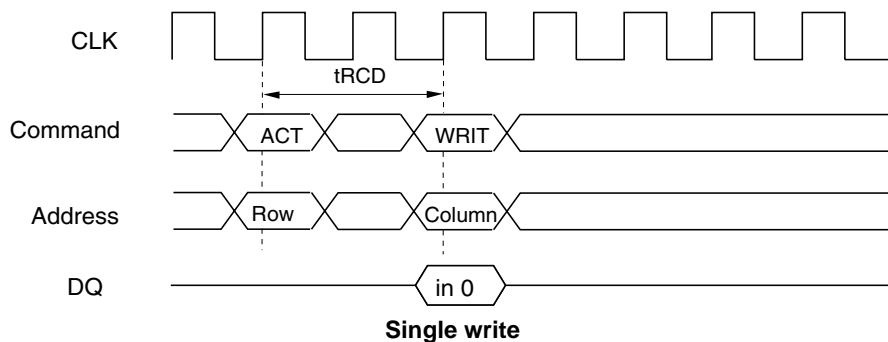 CLK
tRCD
Command ACT WRIT
Address Row Column
DQ in 0
Single write